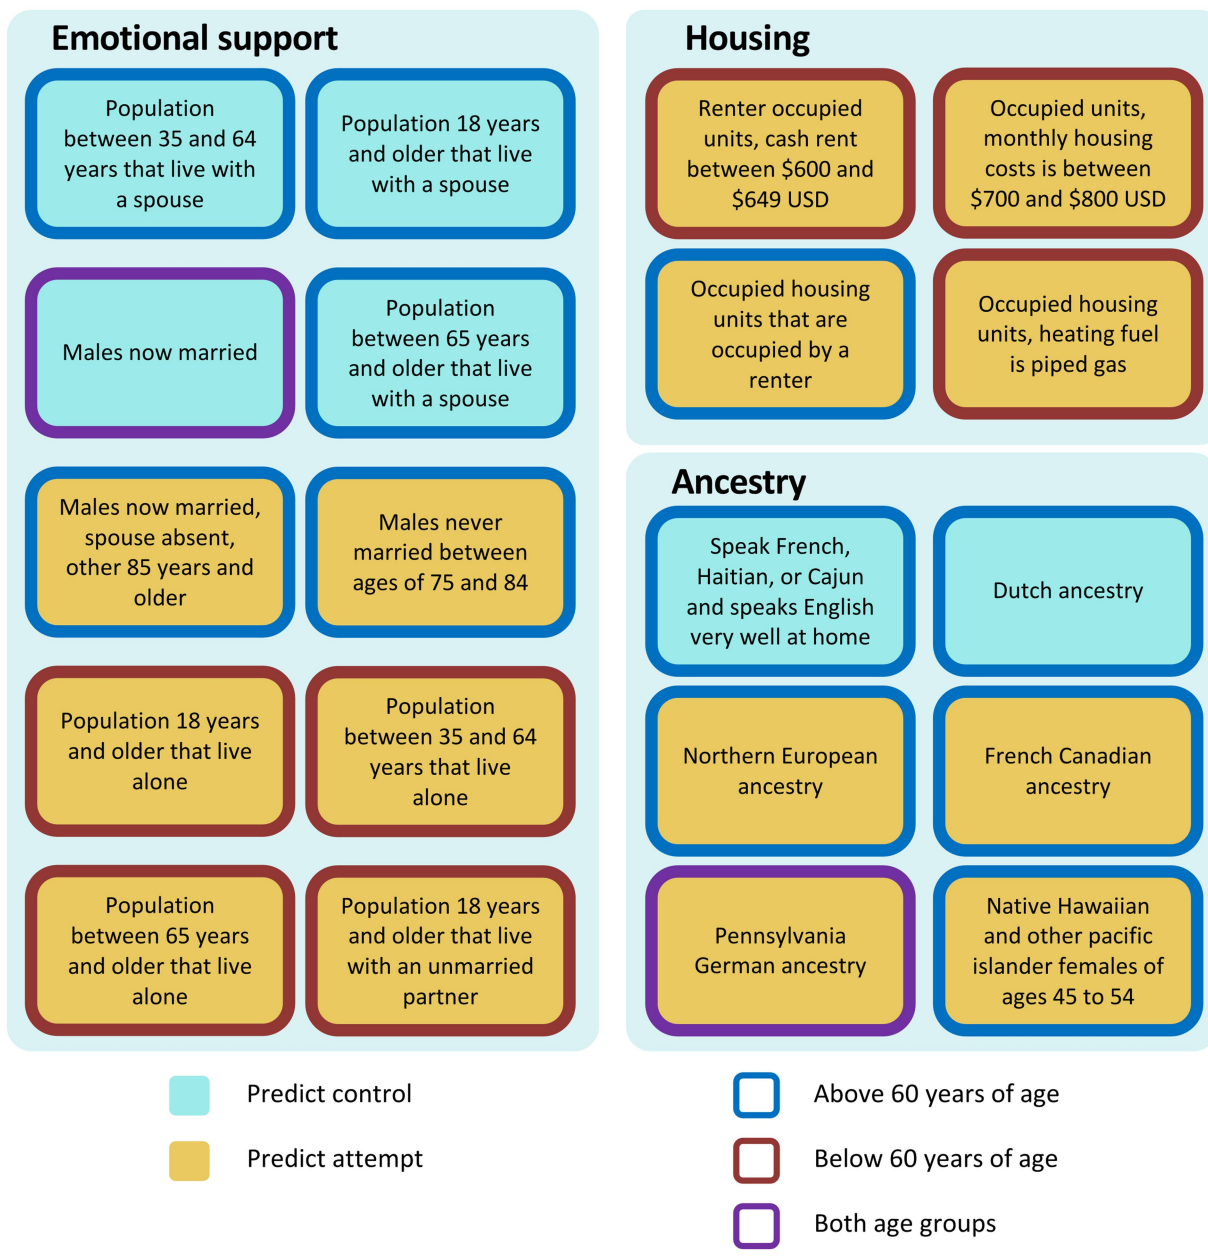 Emotional support
Population
between 35 and 64
years that live with
a spouse
Population 18 years
and older that live
with a spouse
Males now married
Population
between 65 years
and older that live
with a spouse
Males now married,
spouse absent,
other 85 years and
older
Males never
married between
ages of 75 and 84
Population 18 years
and older that live
alone
Population
between 35 and 64
years that live
alone
Population
between 65 years
and older that live
alone
Population 18 years
and older that live
with an unmarried
partner
Housing
Renter occupied
units, cash rent
between $600 and
$649 USD
Occupied units,
monthly housing
costs is between
$700 and $800 USD
Occupied housing
units that are
occupied by a
renter
Occupied housing
units, heating fuel
is piped gas
Ancestry
Speak French,
Haitian, or Cajun
and speaks English
very well at home
Dutch ancestry
Northern European
ancestry
French Canadian
ancestry
Pennsylvania
German ancestry
Native Hawaiian
and other pacific
islander females of
ages 45 to 54
Predict control
Predict attempt
Above 60 years of age
Below 60 years of age
Both age groups